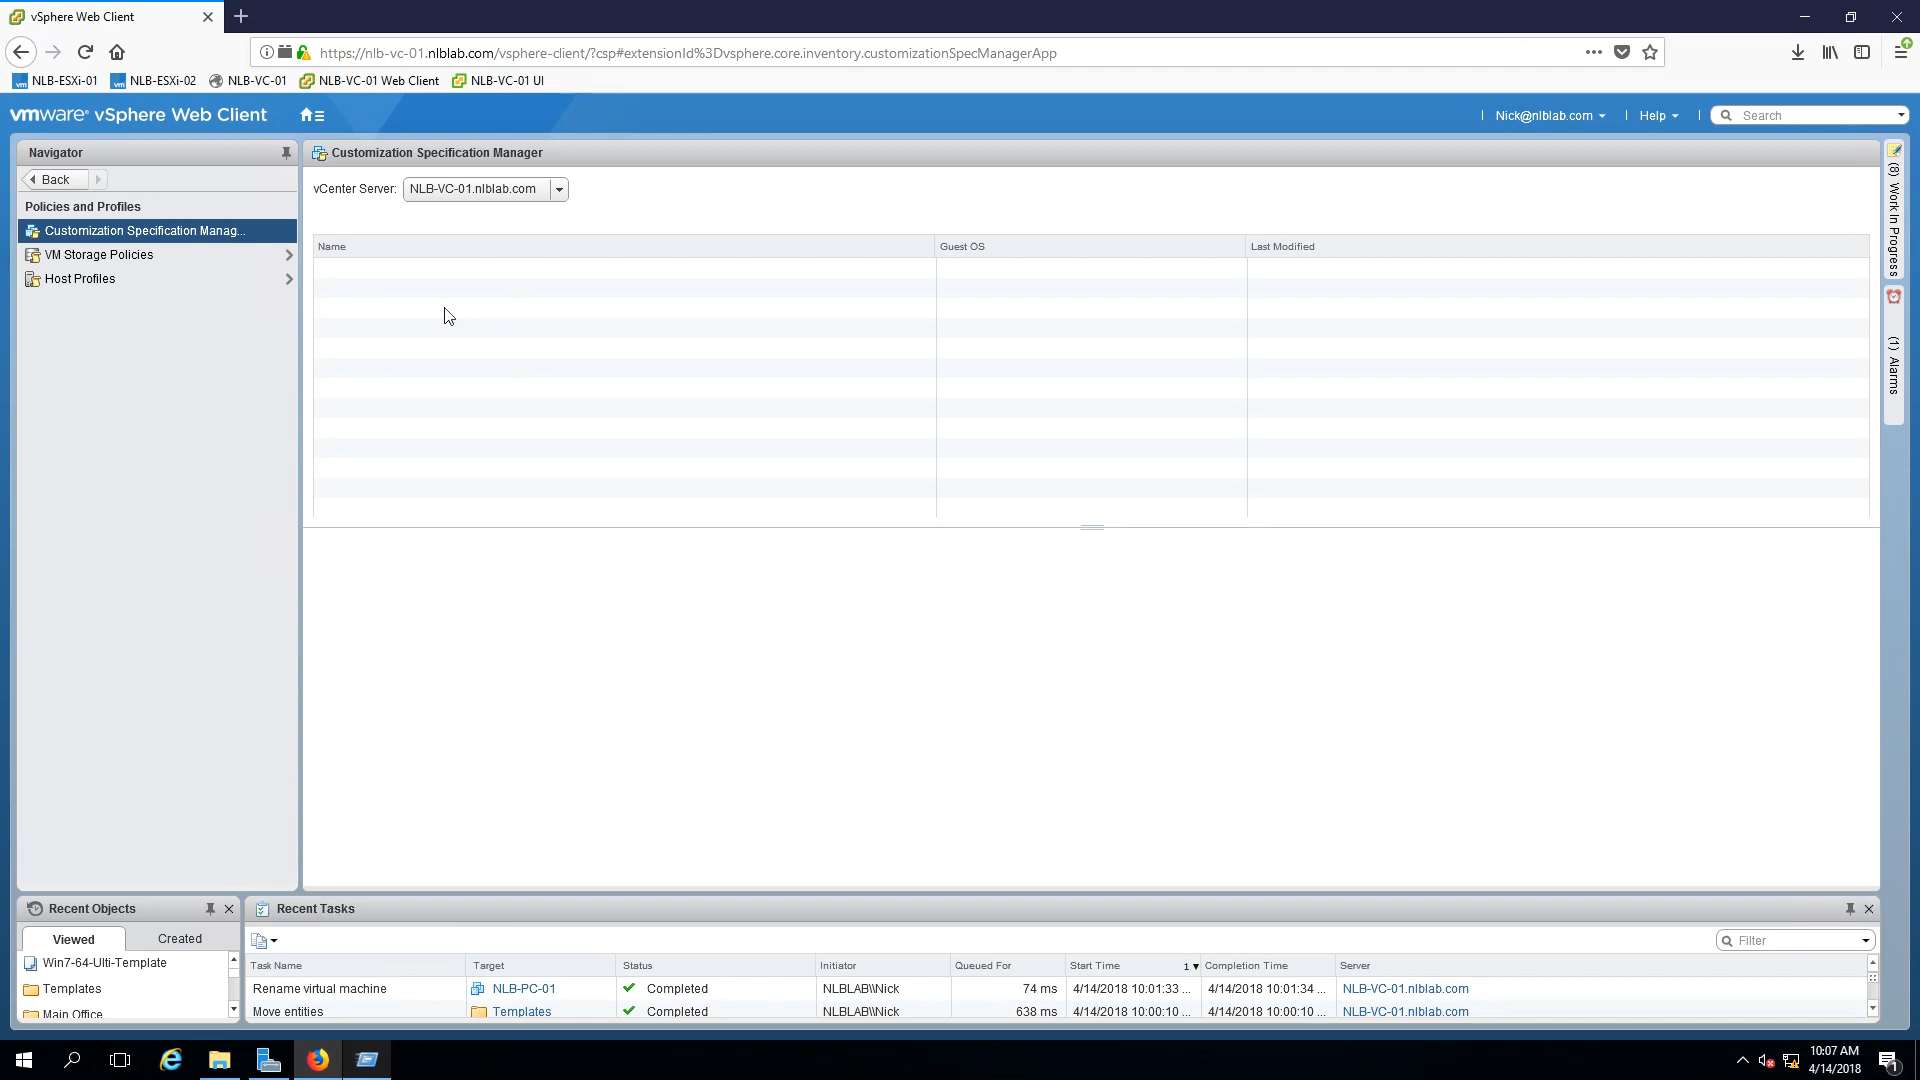 vSphere Web Client
https://nlb-vc-01.nlblab.com/vsphere-client/?csp#extensionId%3Dvsphere.core.inventory.customizationSpecManagerApp
NLB-ESXi-01 NLB-ESXi-02 NLB-VC-01 NLB-VC-01 Web Client NLB-VC-01 UI
vmware® vSphere Web Client
Nick@nlblab.com
Help
Search
Navigator
Back
Policies and Profiles
Customization Specification Manag...
VM Storage Policies
Host Profiles
Customization Specification Manager
vCenter Server: NLB-VC-01.nlblab.com
Name Guest OS Last Modified
(8) Work In Progress
(1) Alarms
Recent Objects
Viewed Created
Win7-64-Ulti-Template
Templates
Main Office
Recent Tasks
Filter
Task Name Target Status Initiator Queued For Start Time 1 Completion Time Server
Rename virtual machine NLB-PC-01 Completed NLBLAB\\Nick 74 ms 4/14/2018 10:01:33 ... 4/14/2018 10:01:34 ... NLB-VC-01.nlblab.com
Move entities Templates Completed NLBLAB\\Nick 638 ms 4/14/2018 10:00:10 ... 4/14/2018 10:00:10 ... NLB-VC-01.nlblab.com
10:07 AM
4/14/2018
1